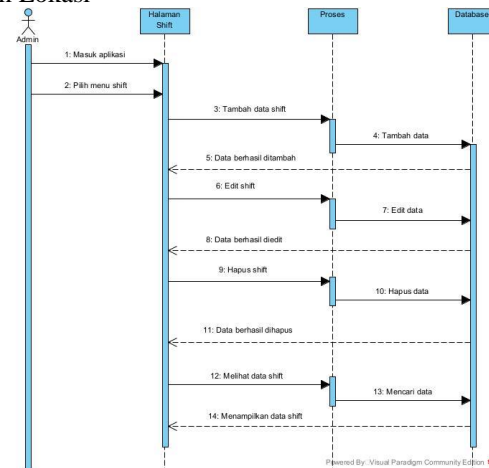 Lokasi
Admin
Halaman
Shift
Proses
Database
1: Masuk aplikasi
2: Pilih menu shift
3: Tambah data shift
4: Tambah data
5: Data berhasil ditambah
6: Edit shift
7: Edit data
8: Data berhasil diedit
9: Hapus shift
10: Hapus data
11: Data berhasil dihapus
12: Melihat data shift
13: Mencari data
14: Menampilkan data shift
Powered By: Visual Paradigm Community Edition